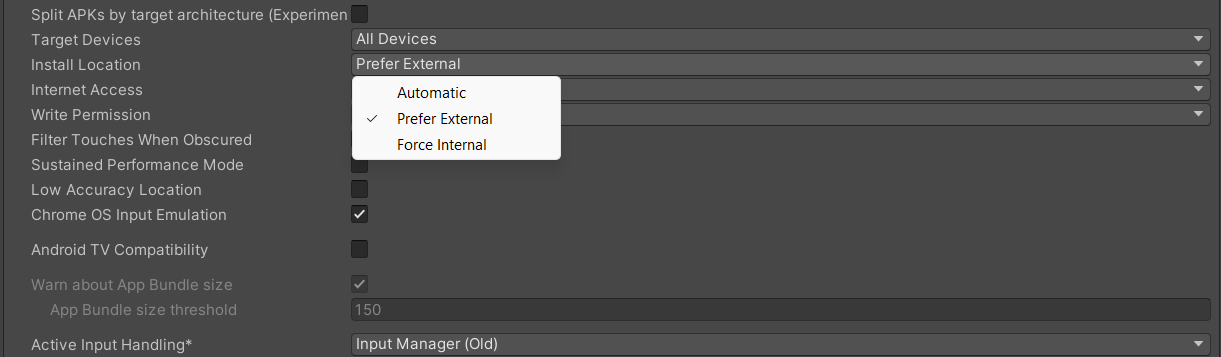 Split APKs by target architecture (Experimen
Target Devices
All Devices
Install Location
Prefer External
Internet Access
Automatic
Write Permission
Prefer External
Filter Touches When Obscured
Force Internal
Sustained Performance Mode
Low Accuracy Location
Chrome OS Input Emulation
Android TV Compatibility
Warn about App Bundle size
App Bundle size threshold
150
Active Input Handling*
Input Manager (Old)